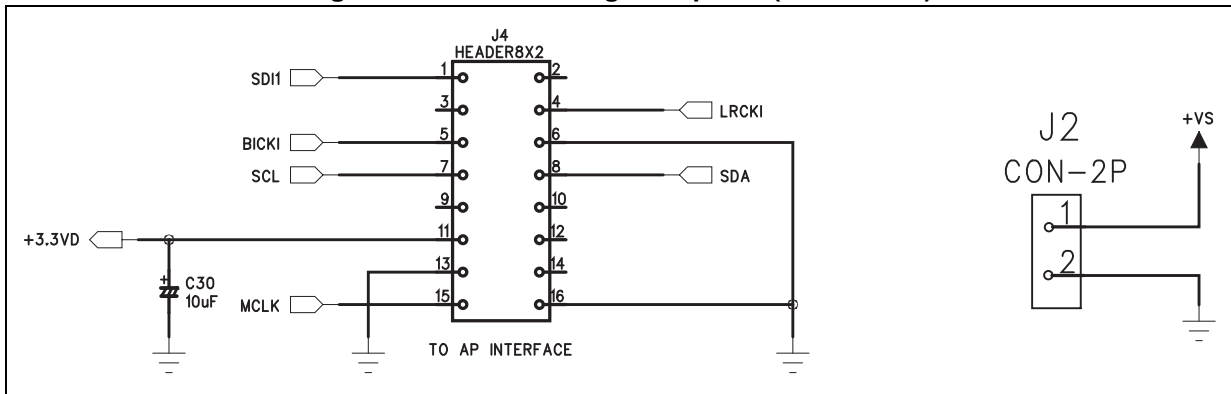 J4
HEADER8X2
SDI1
1
2
3
4
LRCKI
BICKI
5
6
SCL
7
8
SDA
9
10
+3.3VD
11
12
+
C30
10uF
13
14
MCLK
15
16
TO AP INTERFACE
J2
CON-2P
+VS
1
2